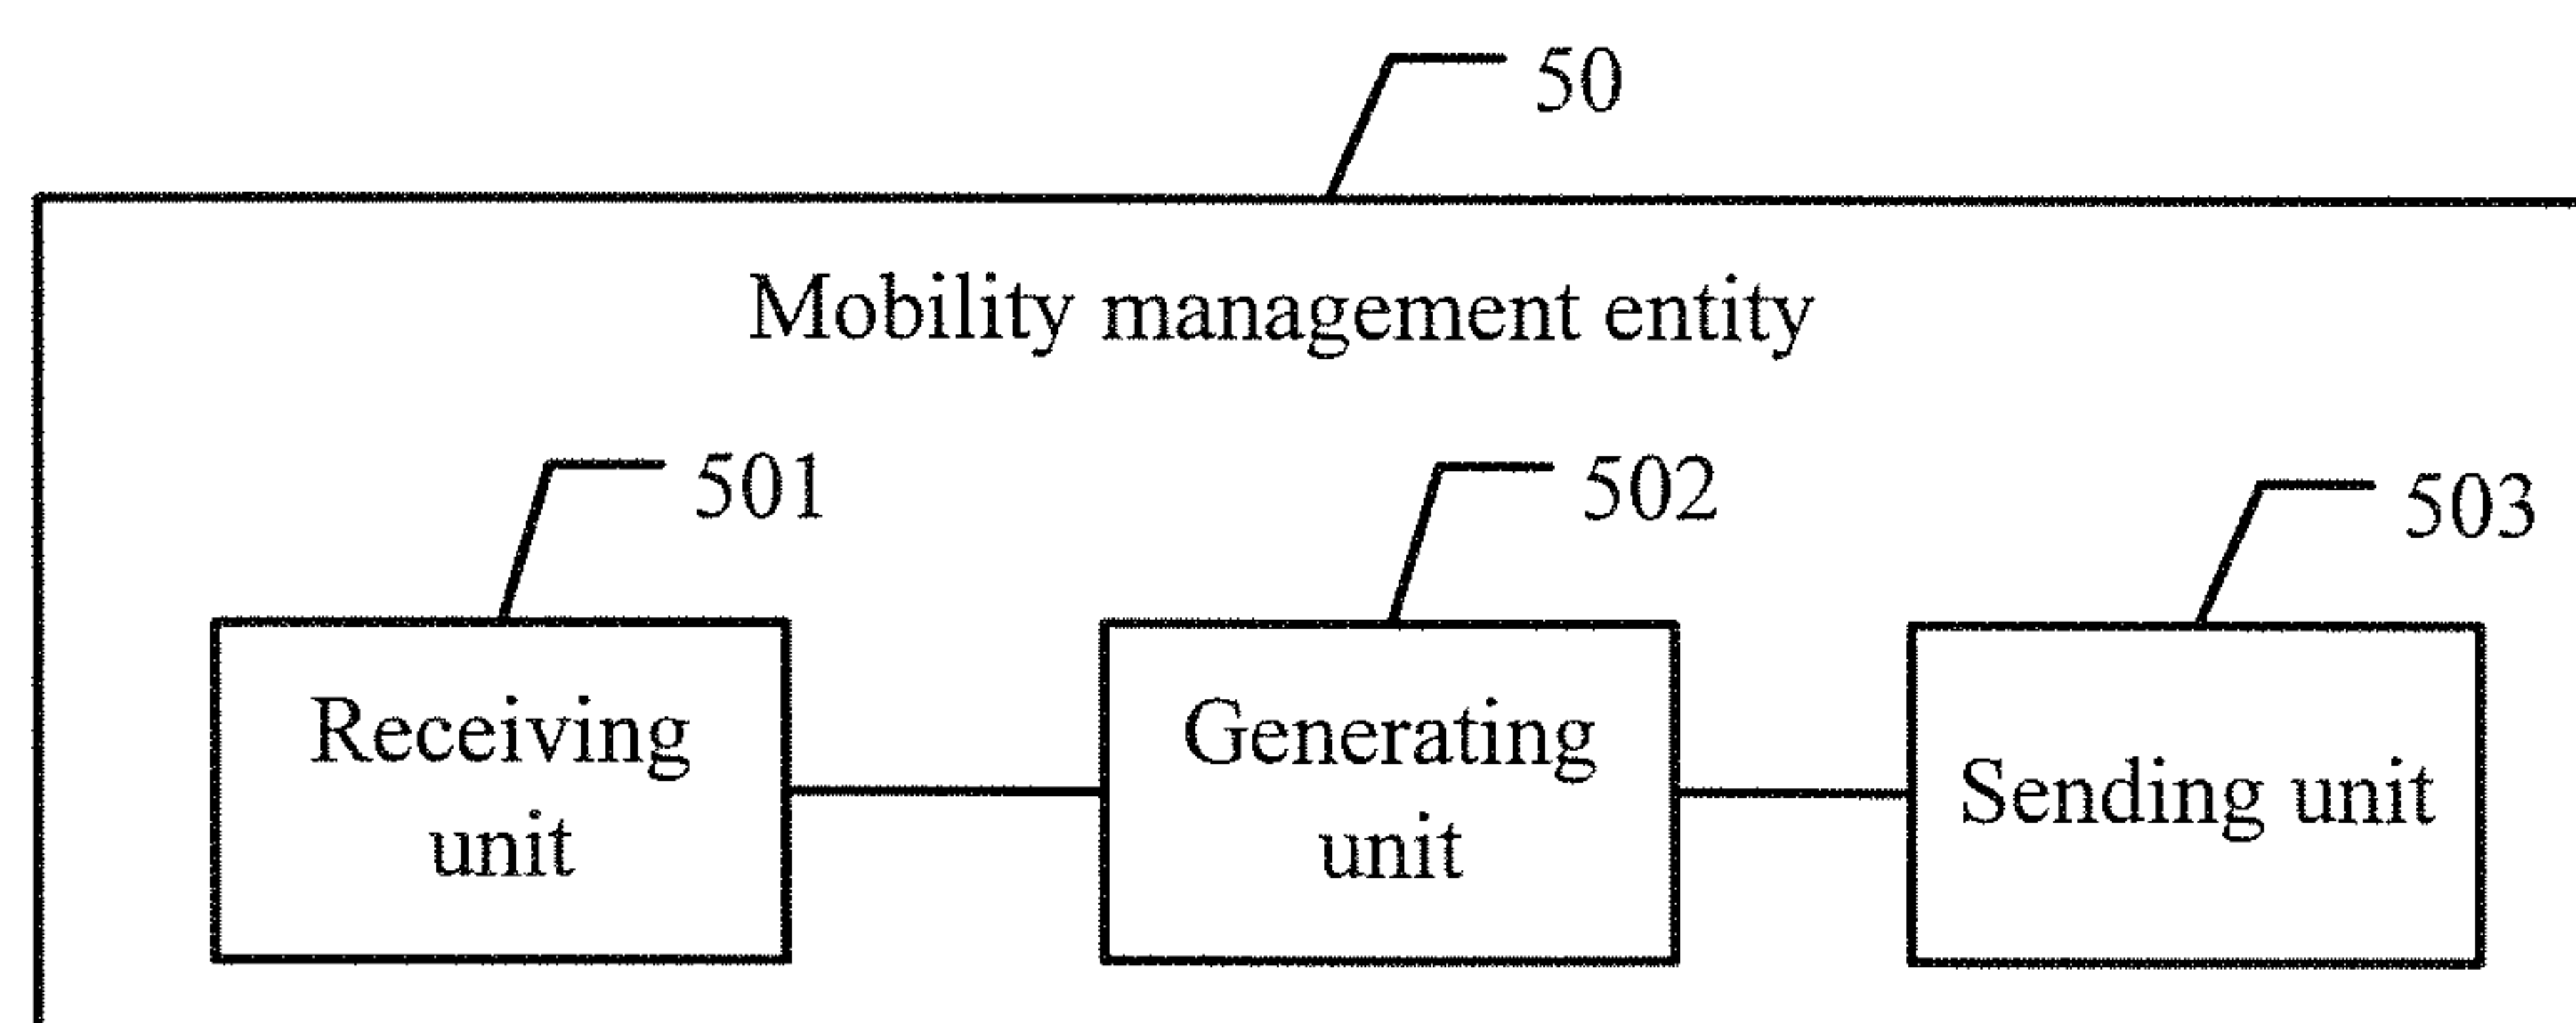 50
Mobility management entity
501
502
503
Receiving
unit
Generating
unit
Sending unit